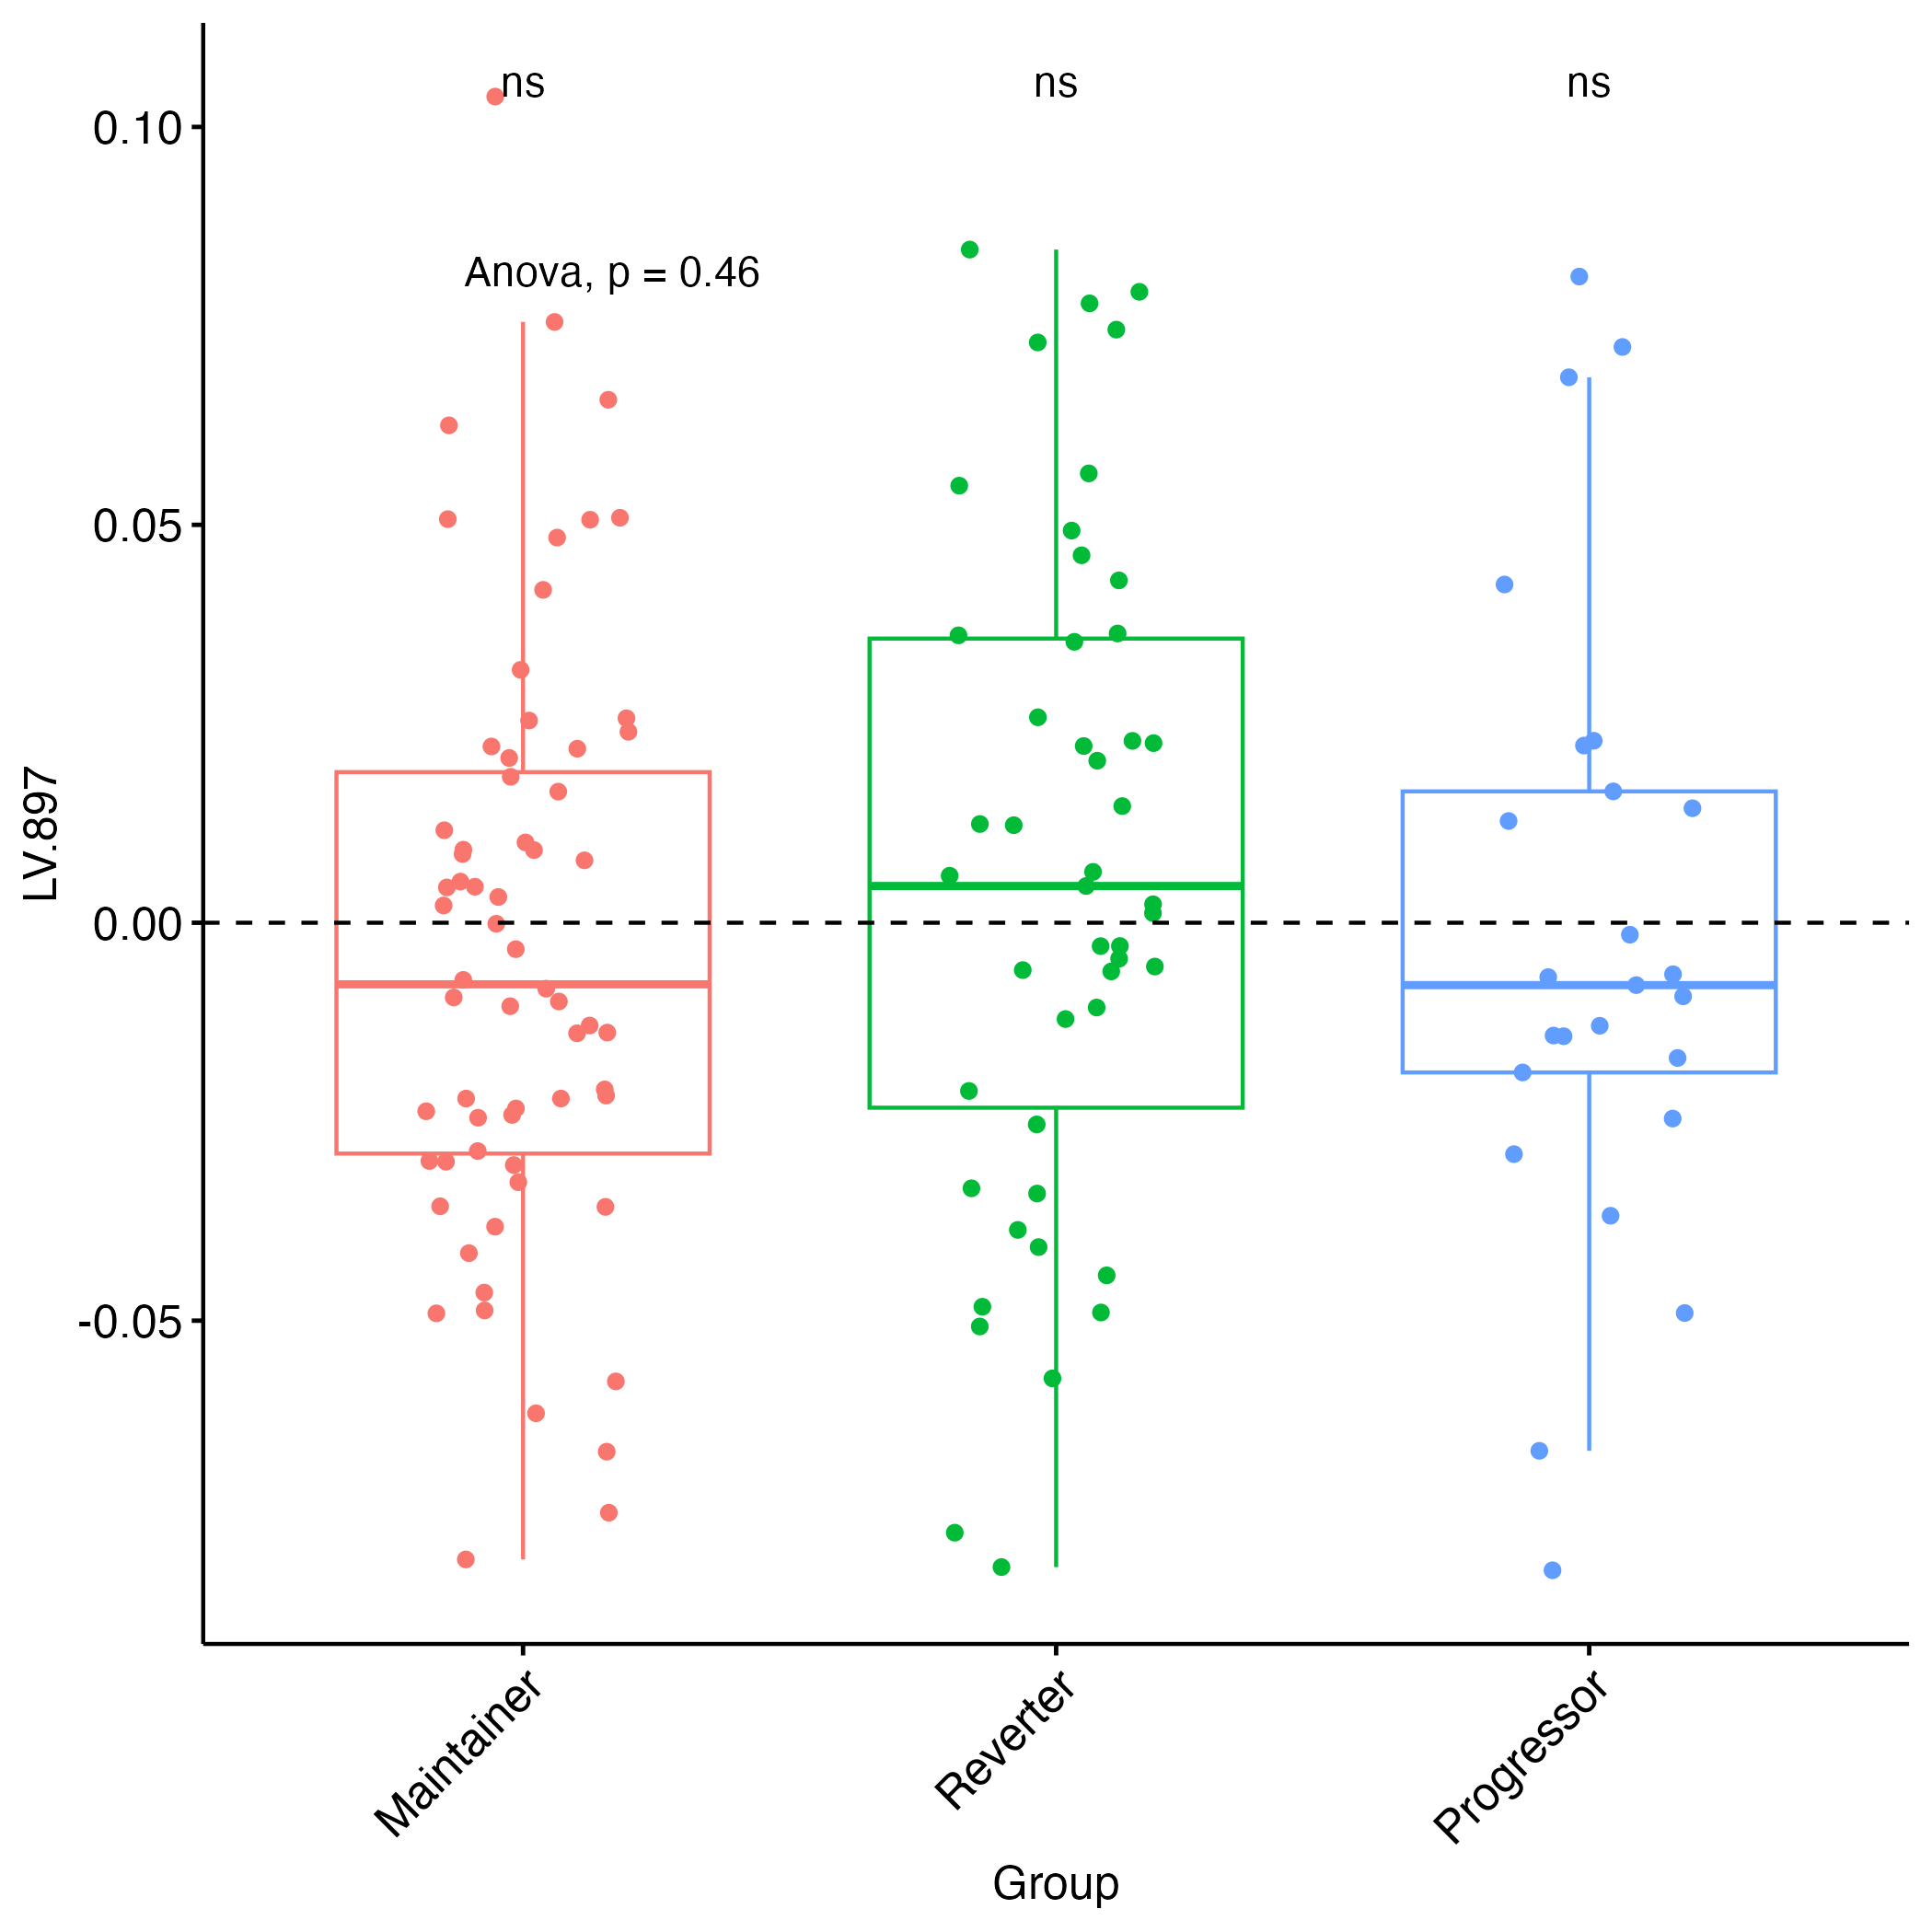 ns ns ns
Anova, p = 0.46
0.10
0.05
0.00
-0.05
LV.897
Maintainer
Reverter
Progressor
Group